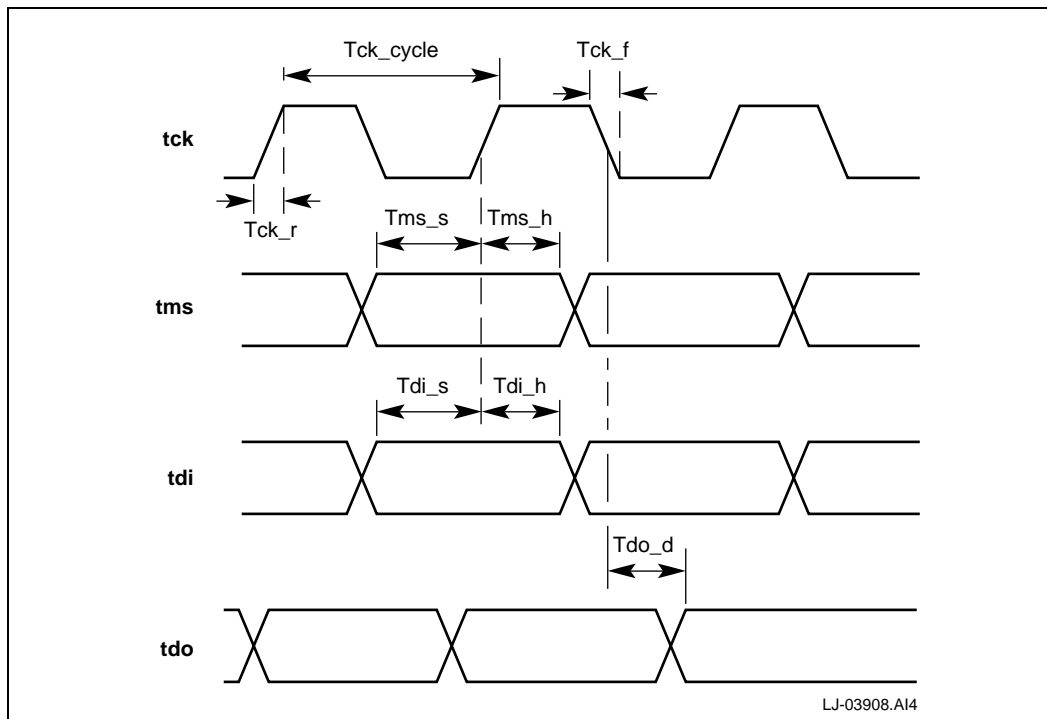 Tck_cycle
Tck_f
tck
Tck_r
Tms_s
Tms_h
tms
Tdi_s
Tdi_h
tdi
Tdo_d
tdo
LJ-03908.AI4